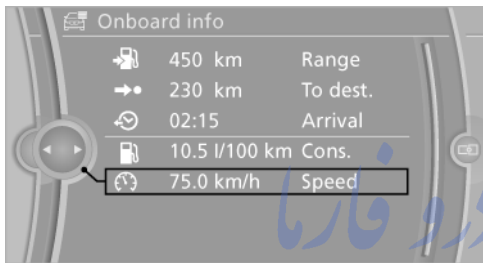 Onboard info
450 km Range
230 km To dest.
02:15 Arrival
10.5 l/100 km Cons.
75.0 km/h Speed